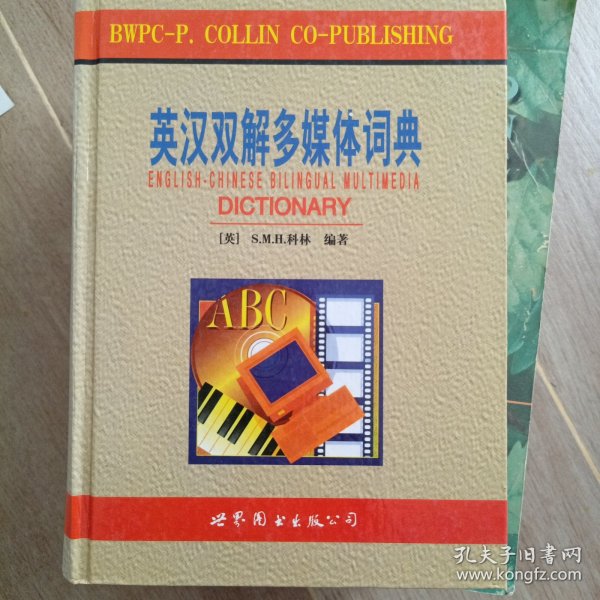 BWPC-P. COLLIN CO-PUBLISHING
英汉双解多媒体词典
ENGLISH-CHINESE BILINGUAL MULTIMEDIA
DICTIONARY
[英] S.M.H.科林 编著
ABC
世界图书出版公司
孔夫子旧书网
www.kongfz.com